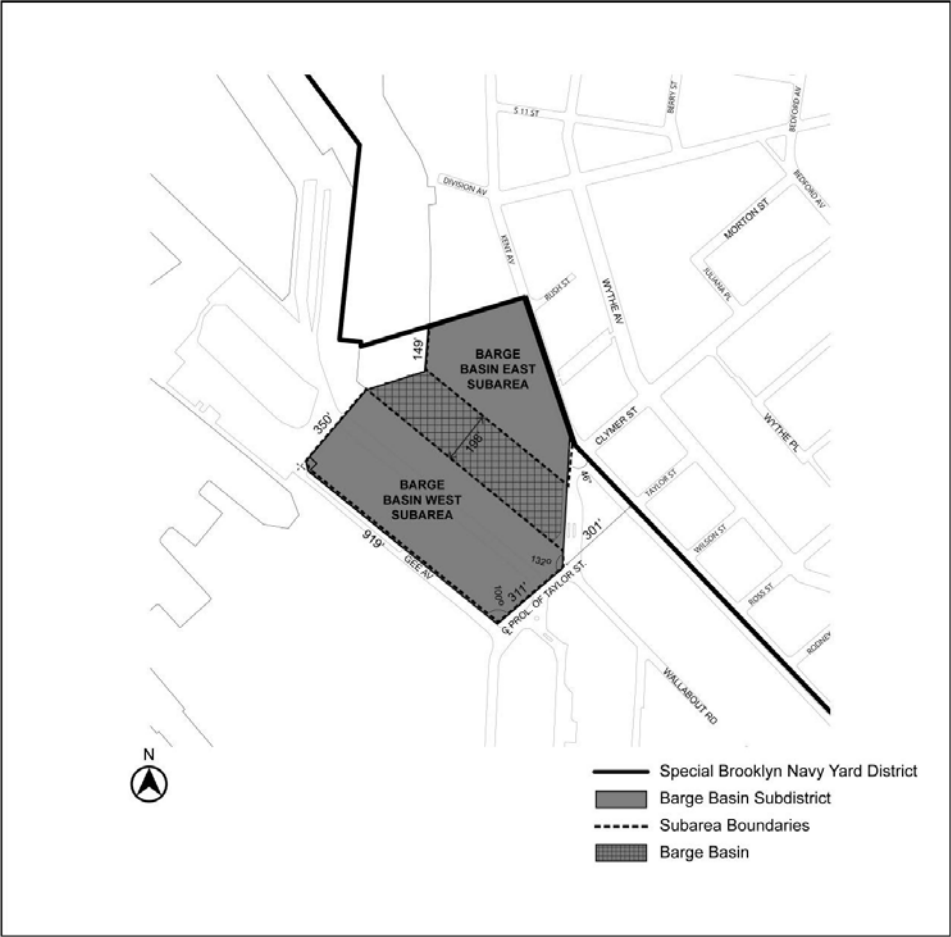 S 11 ST
BERRY ST
BEDFORD AV
DIVISION AV
BEDFORD AV
MORTON ST
KENT AV
JULIANA PL
RUSH ST
WYTHE AV
149'
BARGE
BASIN EAST
SUBAREA
350'
198'
CLYMER ST
WYTHE PL
BARGE
BASIN WEST
SUBAREA
46°
TAYLOR ST
919'
GEE AV
301'
WILSON ST
132°
100°
311'
℄ PROL. OF TAYLOR ST.
ROSS ST
RODNEY
WALLABOUT RD
N
Special Brooklyn Navy Yard District
Barge Basin Subdistrict
Subarea Boundaries
Barge Basin